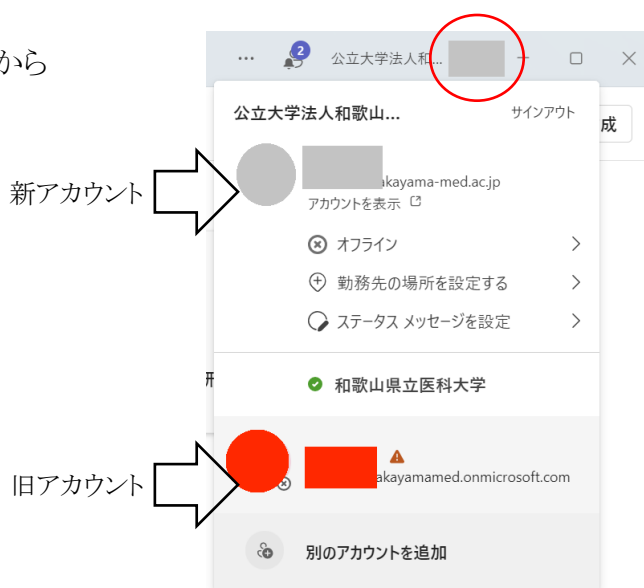 から
2
公立大学法人和...
公立大学法人和歌山...
サインアウト
成
新アカウント
akayama-med.ac.jp
アカウントを表示
オフライン
勤務先の場所を設定する
ステータス メッセージを設定
和歌山県立医科大学
旧アカウント
akayamamed.onmicrosoft.com
別のアカウントを追加